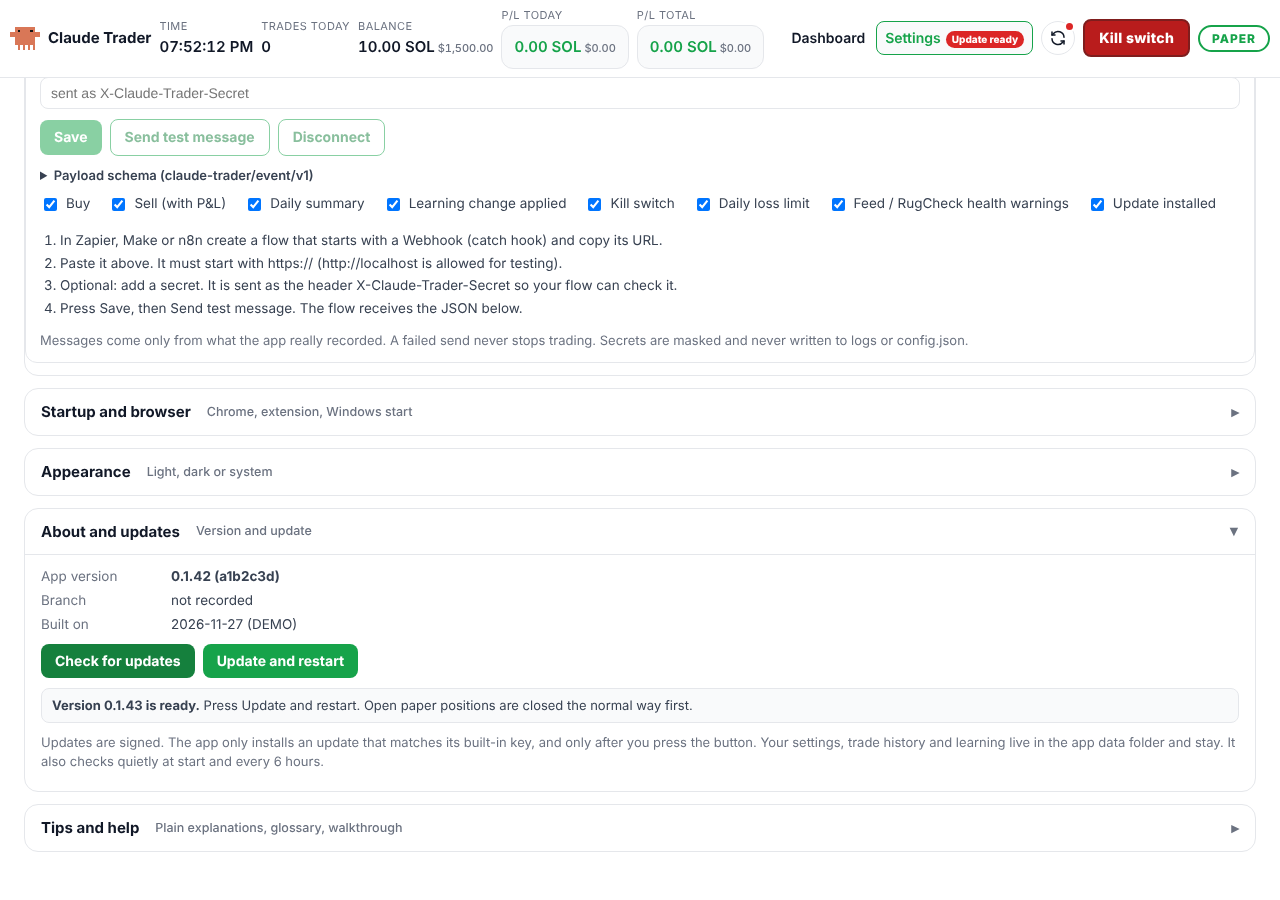 Claude Trader
TIME
07:52:12 PM
TRADES TODAY
0
BALANCE
10.00 SOL $1,500.00
P/L TODAY
0.00 SOL $0.00
P/L TOTAL
0.00 SOL $0.00
Dashboard
Settings Update ready
Kill switch
PAPER
sent as X-Claude-Trader-Secret
Save
Send test message
Disconnect
Payload schema (claude-trader/event/v1)
Buy
Sell (with P&L)
Daily summary
Learning change applied
Kill switch
Daily loss limit
Feed / RugCheck health warnings
Update installed
1. In Zapier, Make or n8n create a flow that starts with a Webhook (catch hook) and copy its URL.
2. Paste it above. It must start with https:// (http://localhost is allowed for testing).
3. Optional: add a secret. It is sent as the header X-Claude-Trader-Secret so your flow can check it.
4. Press Save, then Send test message. The flow receives the JSON below.
Messages come only from what the app really recorded. A failed send never stops trading. Secrets are masked and never written to logs or config.json.
Startup and browser Chrome, extension, Windows start
Appearance Light, dark or system
About and updates Version and update
App version 0.1.42 (a1b2c3d)
Branch not recorded
Built on 2026-11-27 (DEMO)
Check for updates
Update and restart
Version 0.1.43 is ready. Press Update and restart. Open paper positions are closed the normal way first.
Updates are signed. The app only installs an update that matches its built-in key, and only after you press the button. Your settings, trade history and learning live in the app data folder and stay. It
also checks quietly at start and every 6 hours.
Tips and help Plain explanations, glossary, walkthrough